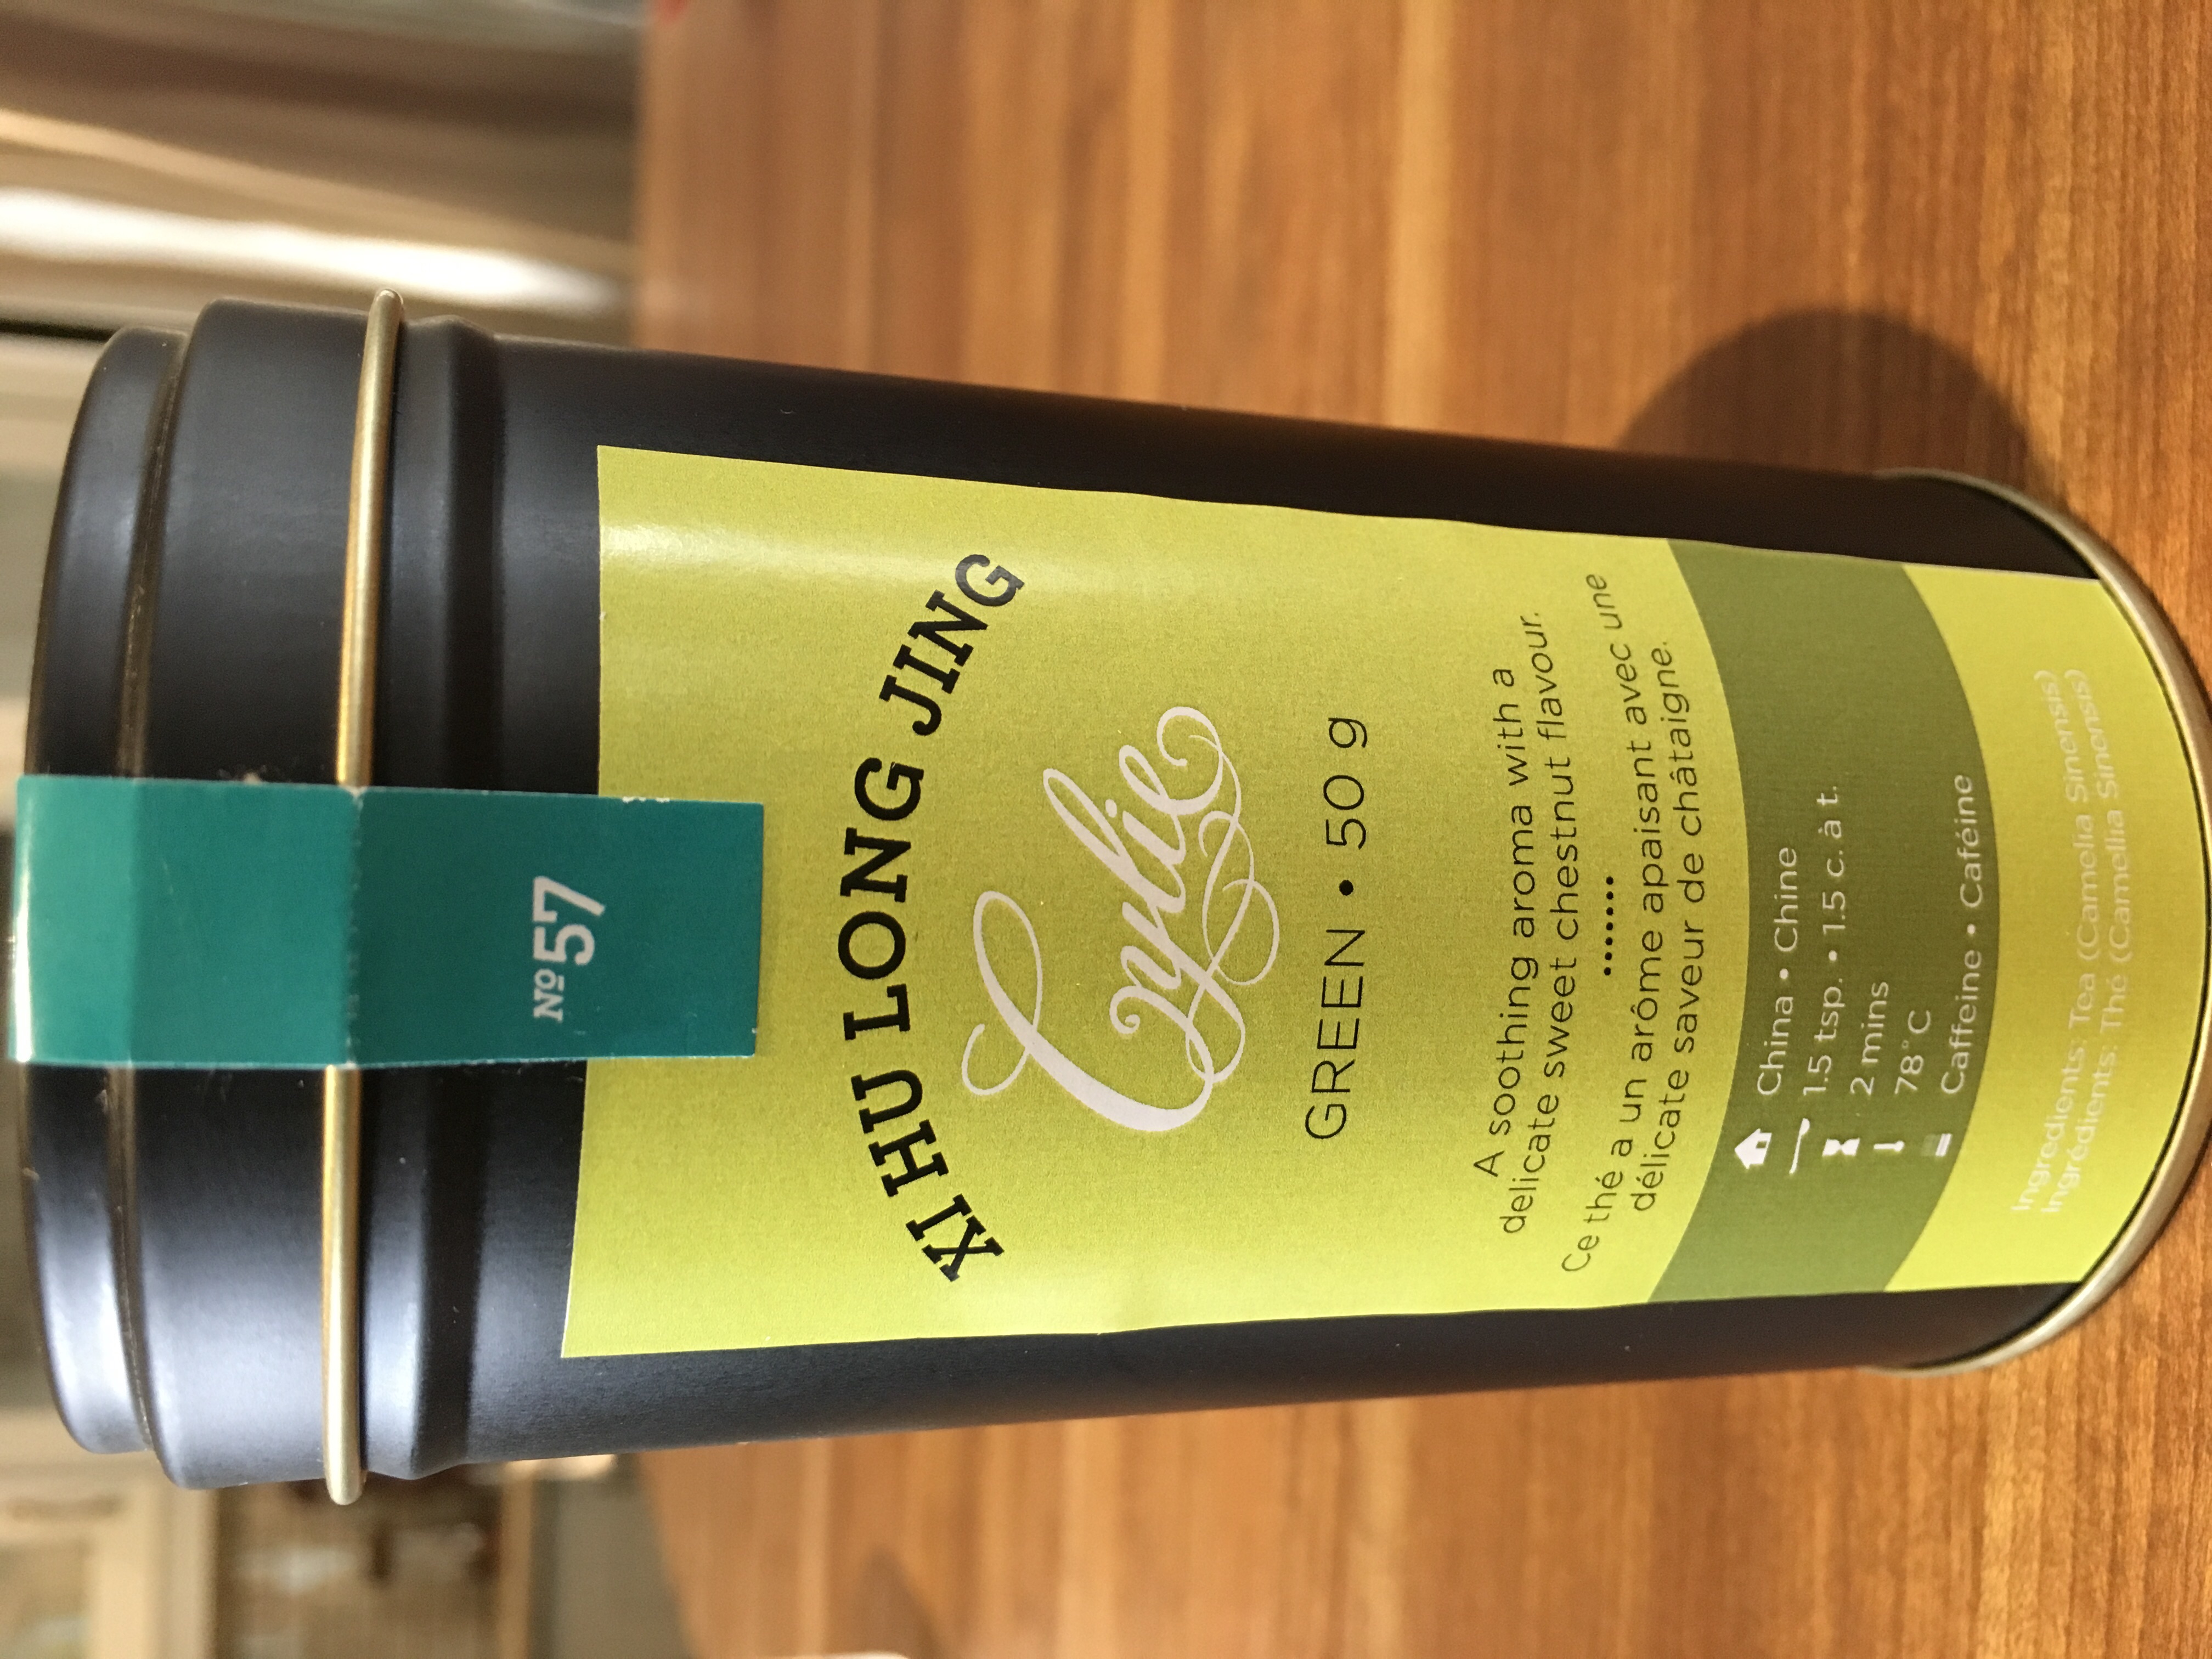 Nº57
XI HU LONG JING
Caylie
GREEN • 50 g
A soothing aroma with a
delicate sweet chestnut flavour.
•••••••
Ce thé a un arôme apaisant avec une
délicate saveur de châtaigne.
China • Chine
1.5 tsp. • 1.5 c. à t.
2 mins
78°C
Caffeine • Caféine
Ingredients: Tea (Camelia Sinensis)
Ingrédients: Thé (Camellia Sinensis)